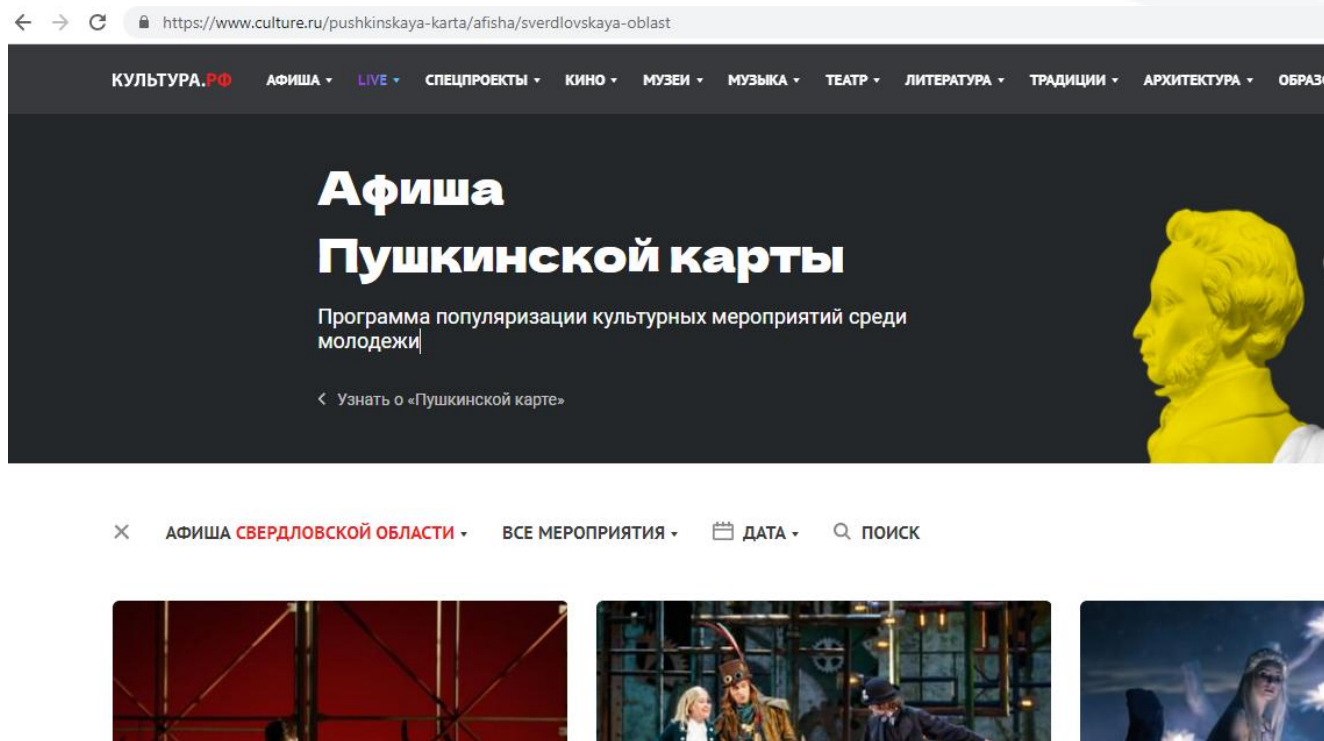 https://www.culture.ru/pushkinskaya-karta/afisha/sverdlovskaya-oblast
КУЛЬТУРА.РФ АФИША LIVE СПЕЦПРОЕКТЫ КИНО МУЗЕИ МУЗЫКА ТЕАТР ЛИТЕРАТУРА ТРАДИЦИИ АРХИТЕКТУРА ОБРАЗО
Афиша
Пушкинской карты
Программа популяризации культурных мероприятий среди
молодежи
Узнать о «Пушкинской карте»
АФИША СВЕРДЛОВСКОЙ ОБЛАСТИ ВСЕ МЕРОПРИЯТИЯ ДАТА ПОИСК